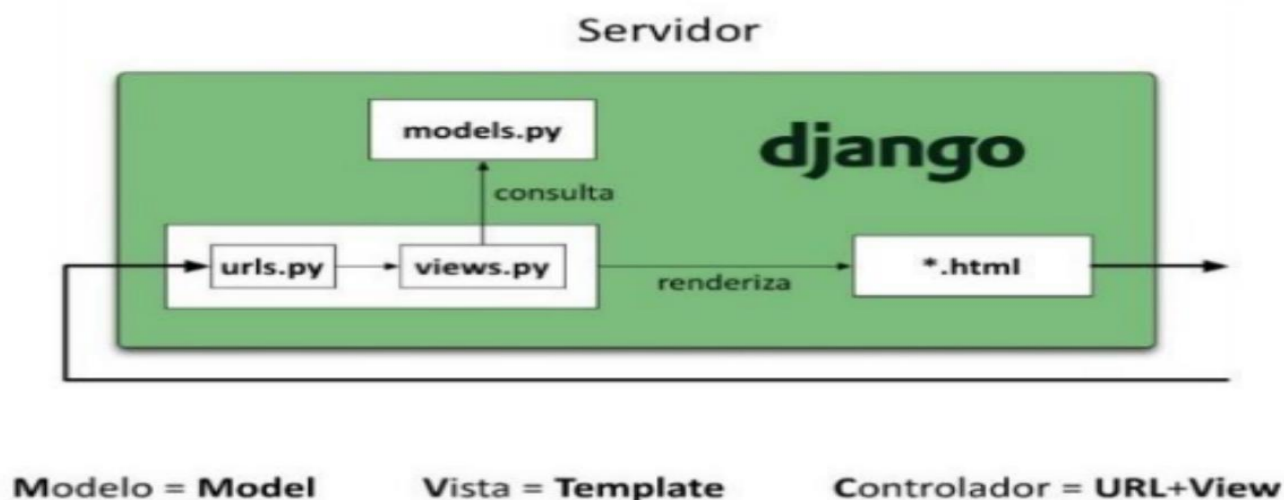 Servidor
models.py
django
consulta
urls.py
views.py
renderiza
*.html
Modelo = Model
Vista = Template
Controlador = URL+View